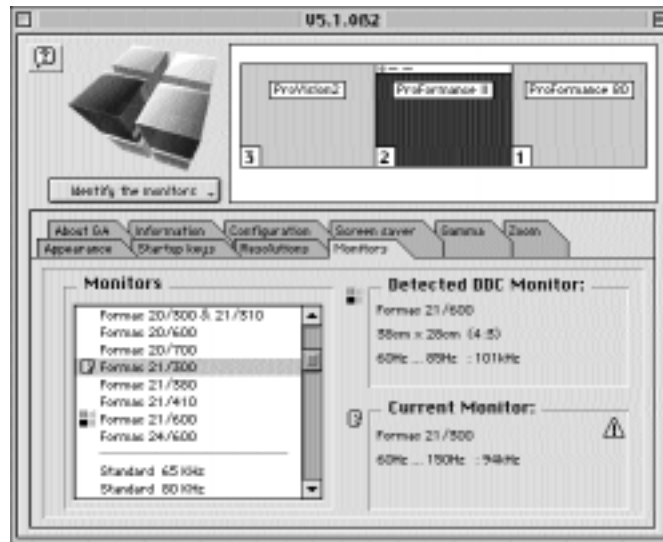 V5.1.0ß2
ProVision2
ProFormance II
ProFormance 80
3
2
1
Identify the monitors
About GA
Information
Configuration
Screen saver
Gamma
Zoom
Appearance
Startup keys
Resolutions
Monitors
Monitors
Formac 20/300 & 21/310
Formac 20/600
Formac 20/700
Formac 21/300
Formac 21/380
Formac 21/410
Formac 21/600
Formac 24/600
Standard 65 KHz
Standard 80 KHz
Detected DDC Monitor:
Formac 21/600
38cm x 28cm (4:3)
60Hz ... 89Hz : 101kHz
Current Monitor:
Formac 21/300
60Hz ... 150Hz : 94kHz